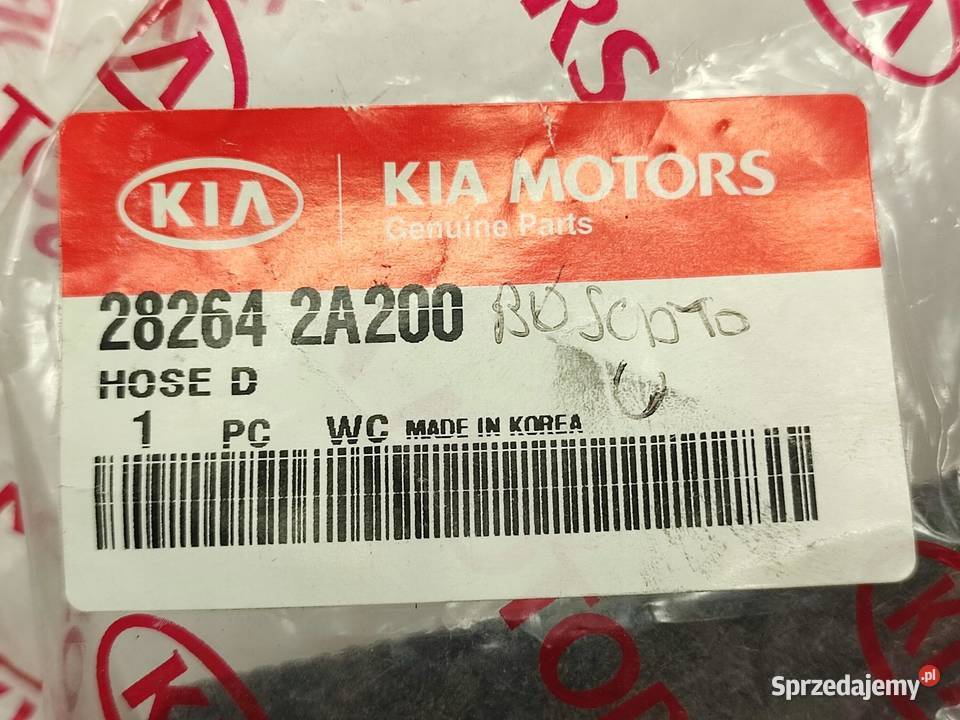 KIA
KIA MOTORS
Genuine Parts
28264 2A200
HOSE D
1 PC WC MADE IN KOREA
Sprzedajemy.pl